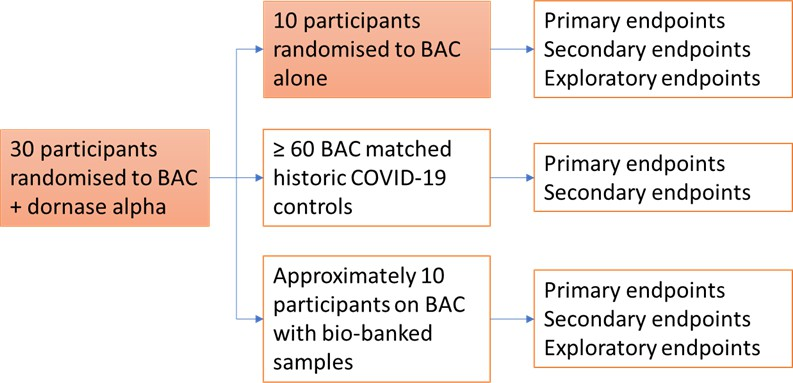 10 participants
randomised to BAC
alone
Primary endpoints
Secondary endpoints
Exploratory endpoints
30 participants
randomised to BAC
+ dornase alpha
≥ 60 BAC matched
historic COVID-19
controls
Primary endpoints
Secondary endpoints
Approximately 10
participants on BAC
with bio-banked
samples
Primary endpoints
Secondary endpoints
Exploratory endpoints